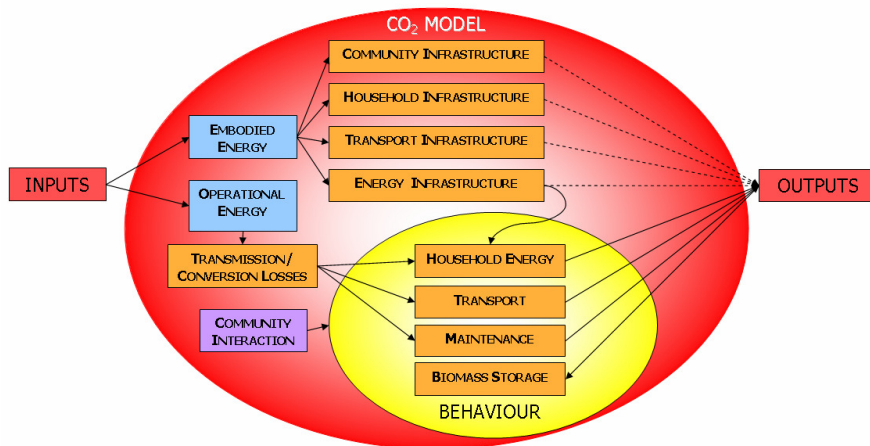 CO₂ MODEL
COMMUNITY INFRASTRUCTURE
HOUSEHOLD INFRASTRUCTURE
EMBODIED
ENERGY
TRANSPORT INFRASTRUCTURE
INPUTS
ENERGY INFRASTRUCTURE
OUTPUTS
OPERATIONAL
ENERGY
TRANSMISSION/
CONVERSION LOSSES
HOUSEHOLD ENERGY
TRANSPORT
COMMUNITY
INTERACTION
MAINTENANCE
BIOMASS STORAGE
BEHAVIOUR